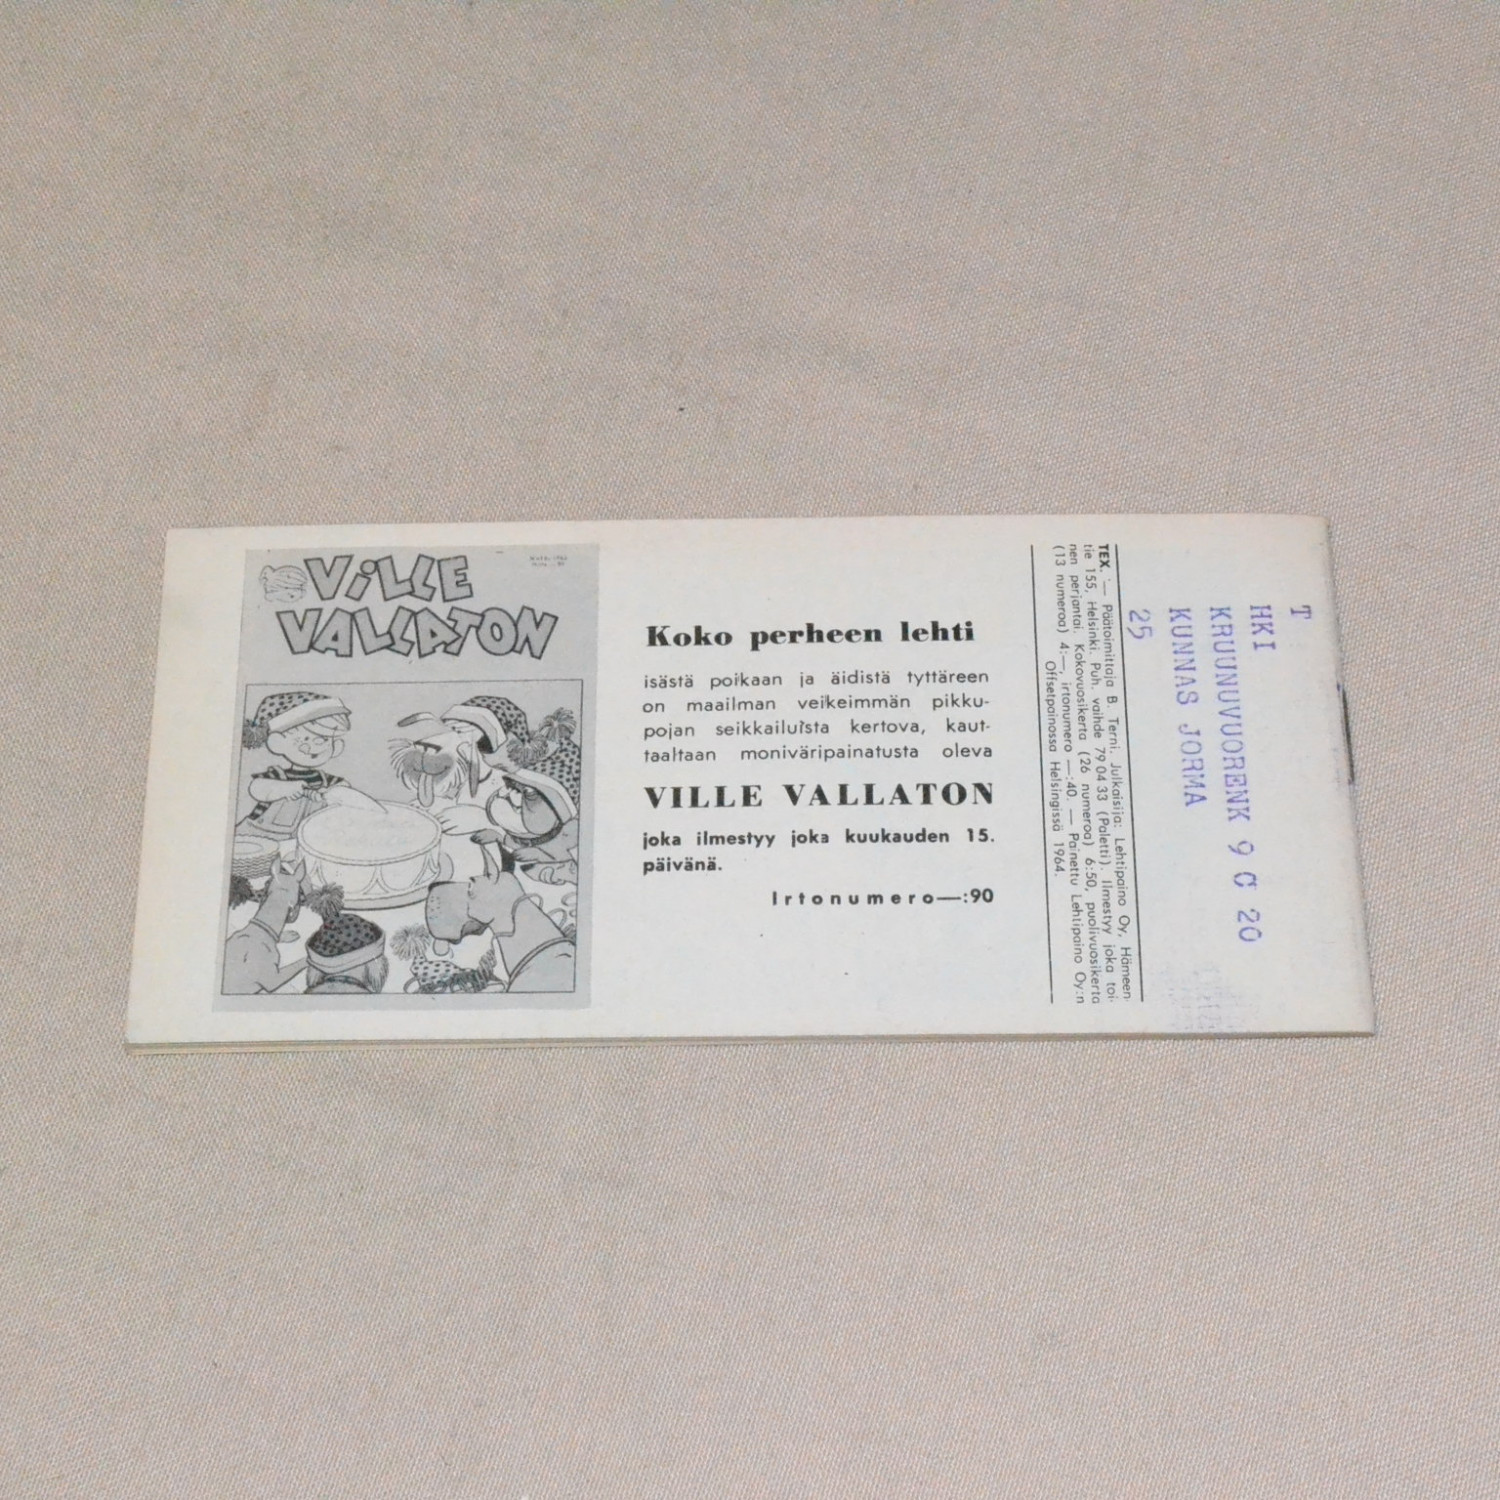 ViLLE
VALLATON
Koko perheen lehti
isästä poikaan ja äidistä tyttäreen
on maailman veikeimmän pikku-
pojan seikkailuista kertova, kaut-
taaltaan moniväripainatusta oleva
VILLE VALLATON
joka ilmestyy joka kuukauden 15.
päivänä.
Irtonumero—:90
TEX. — Päätoimittaja B. Terni. Julkaisija: Lehtipaino Oy, Hämeen-
tie 155, Helsinki. Puh. vaihde 79 04 33 (Paletti). Ilmestyy joka toi-
nen perjantai. Kokovuosikerta (26 numeroa) 6:50, puolivuosikerta
(13 numeroa) 4:—, irtonumero —:40. — Painettu Lehtipaino Oy:n
Offsetpainossa Helsingissä 1964.
T
HKI
KRUUNUVUORENK 9 C 20
KUNNAS JORMA
25